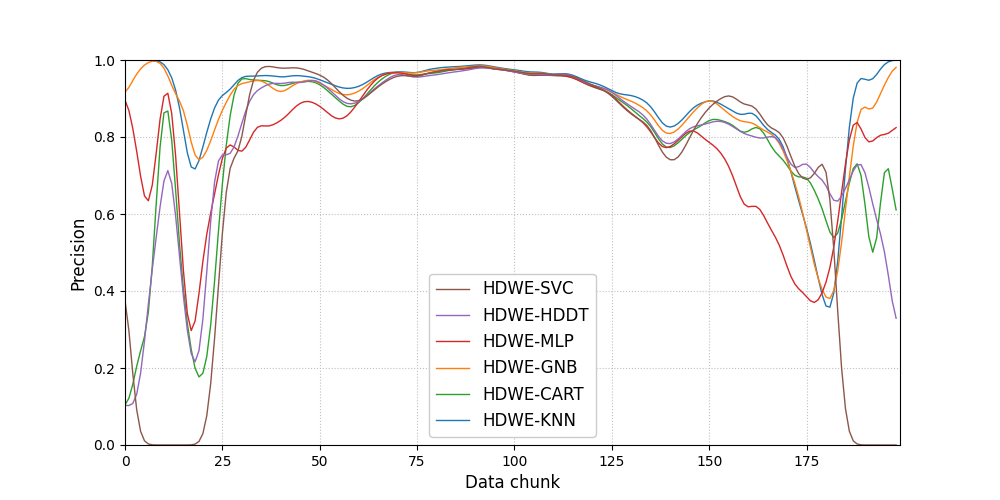 1.0
0.8
0.6
0.4
0.2
0.0
Precision
HDWE-SVC
HDWE-HDDT
HDWE-MLP
HDWE-GNB
HDWE-CART
HDWE-KNN
0 25 50 75 100 125 150 175
Data chunk